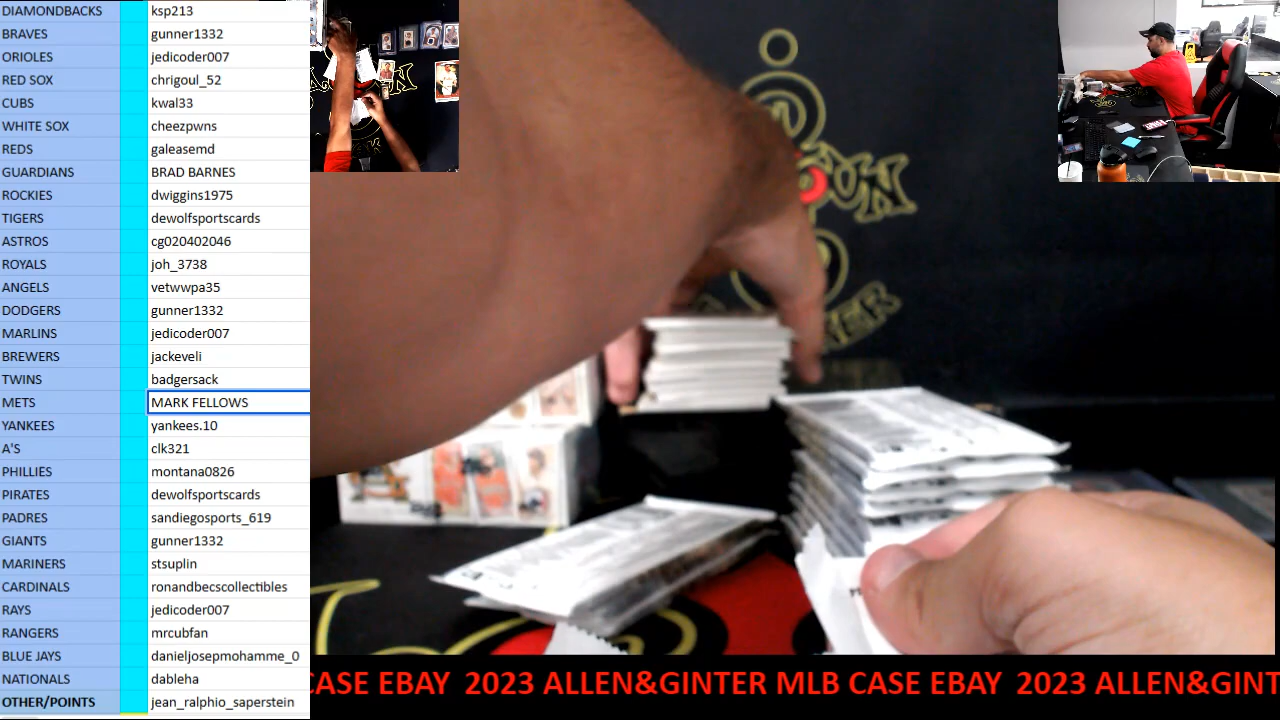 DIAMONDBACKS ksp213
BRAVES gunner1332
ORIOLES jedicoder007
RED SOX chrigoul_52
CUBS kwal33
WHITE SOX cheezpwns
REDS galeasemd
GUARDIANS BRAD BARNES
ROCKIES dwiggins1975
TIGERS dewolfsportscards
ASTROS cg020402046
ROYALS joh_3738
ANGELS vetwwpa35
DODGERS gunner1332
MARLINS jedicoder007
BREWERS jackeveli
TWINS badgersack
METS MARK FELLOWS
YANKEES yankees.10
A'S clk321
PHILLIES montana0826
PIRATES dewolfsportscards
PADRES sandiegosports_619
GIANTS gunner1332
MARINERS stsuplin
CARDINALS ronandbecscollectibles
RAYS jedicoder007
RANGERS mrcubfan
BLUE JAYS danieljosepmohamme_0
NATIONALS dableha
OTHER/POINTS jean_ralphio_saperstein
CASE EBAY 2023 ALLEN&GINTER MLB CASE EBAY 2023 ALLEN&GINT